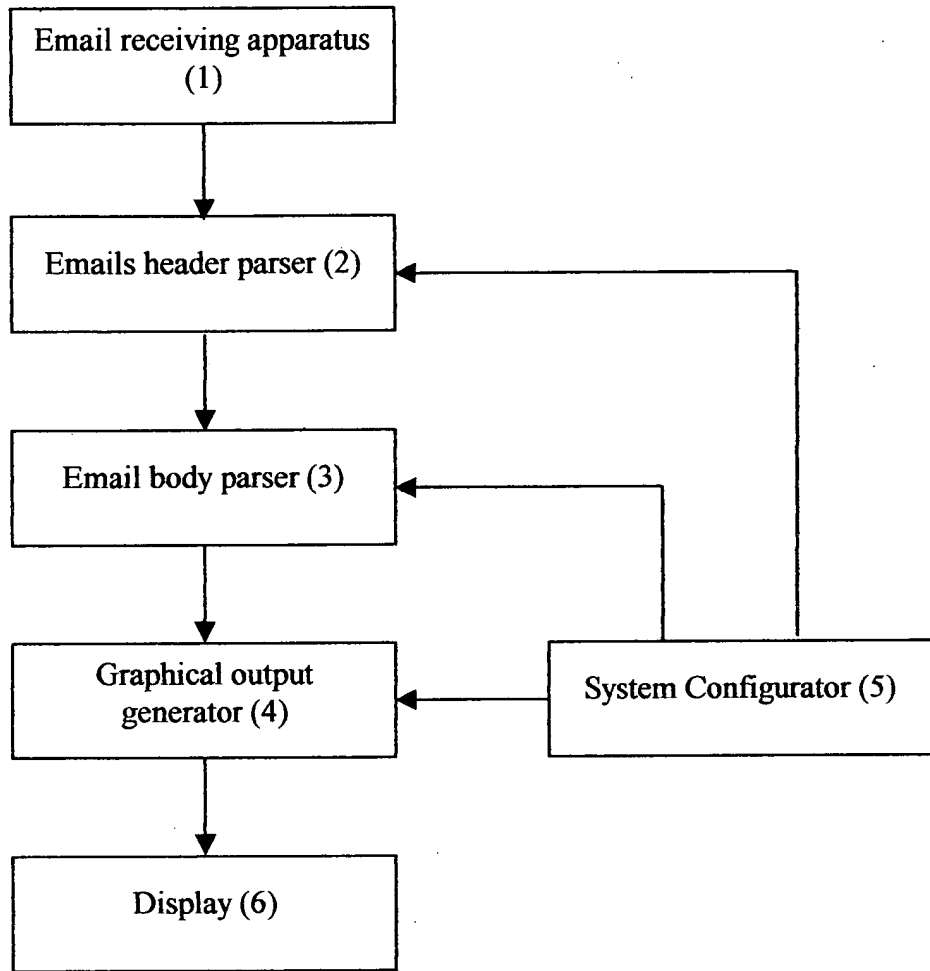 Email receiving apparatus
(1)
Emails header parser (2)
Email body parser (3)
Graphical output
generator (4)
System Configurator (5)
Display (6)